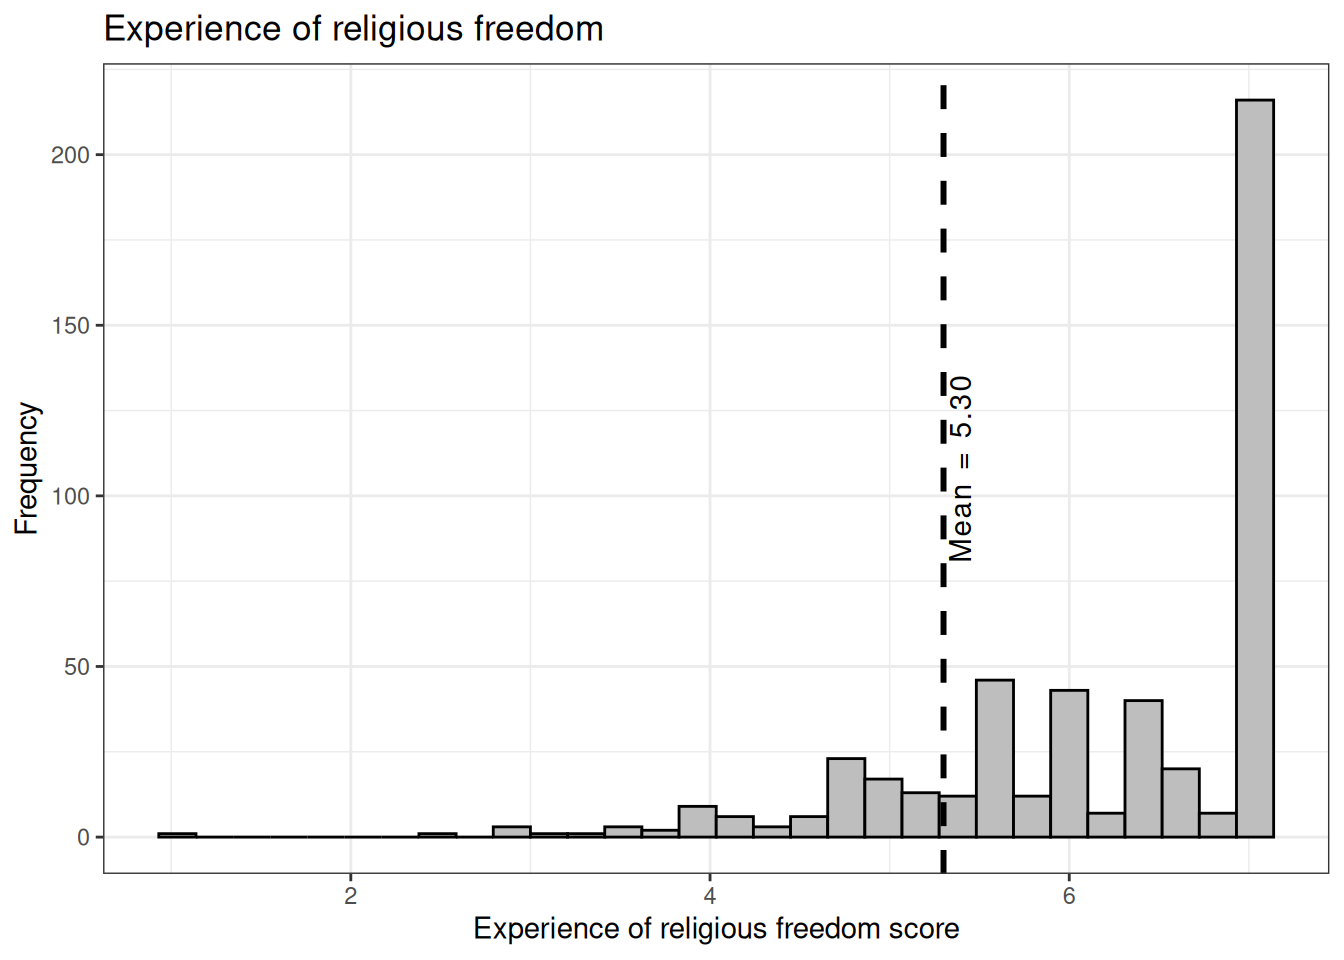 Experience of religious freedom
200
150
100
50
0
Frequency
Mean = 5.30
2
4
6
Experience of religious freedom score